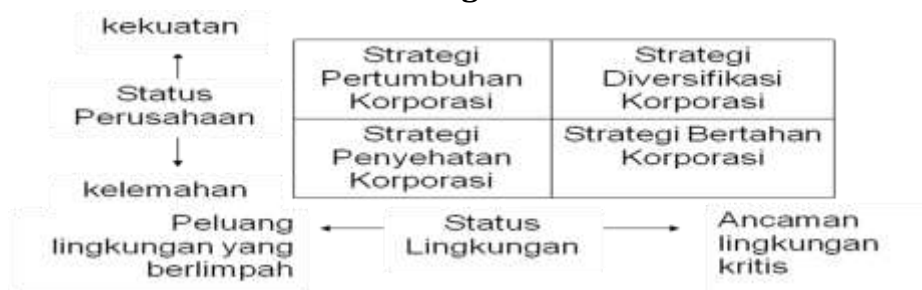 kekuatan
Status
Perusahaan
kelemahan
Strategi
Pertumbuhan
Korporasi
Strategi
Diversifikasi
Korporasi
Strategi
Penyehatan
Korporasi
Strategi Bertahan
Korporasi
Peluang
lingkungan yang
berlimpah
Status
Lingkungan
Ancaman
lingkungan
kritis